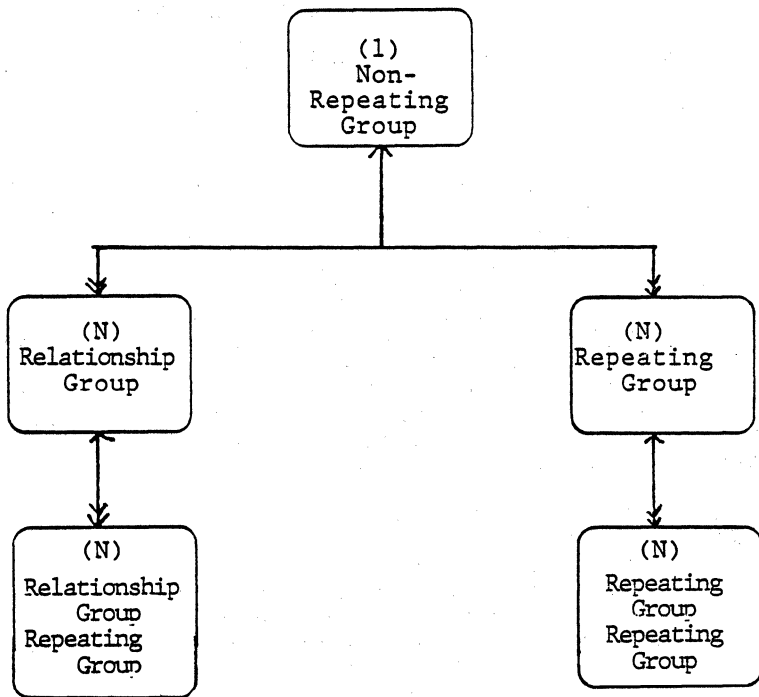 (1)
Non-
Repeating
Group
(N)
Relationship
Group
(N)
Repeating
Group
(N)
Relationship
Group
Repeating
Group
(N)
Repeating
Group
Repeating
Group